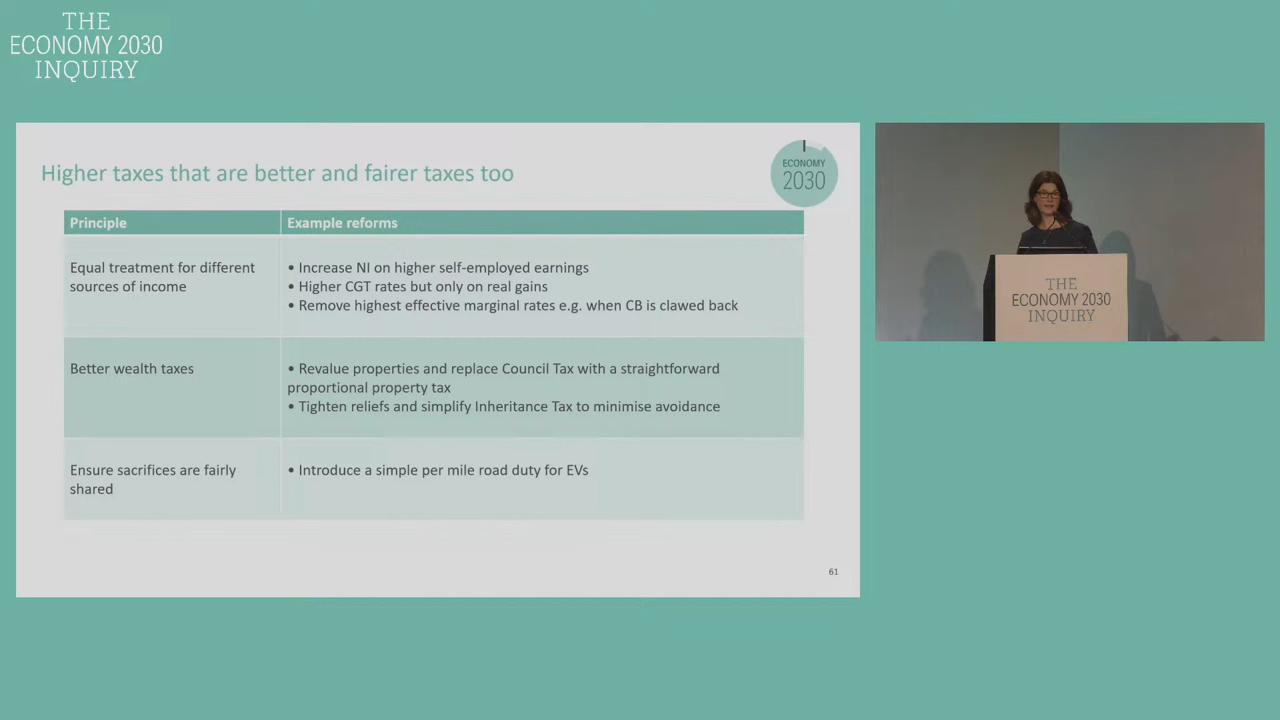 THE
ECONOMY 2030
INQUIRY
Higher taxes that are better and fairer taxes too
ECONOMY
2030
Principle
Example reforms
Equal treatment for different
sources of income
• Increase NI on higher self-employed earnings
• Higher CGT rates but only on real gains
• Remove highest effective marginal rates e.g. when CB is clawed back
Better wealth taxes
• Revalue properties and replace Council Tax with a straightforward
proportional property tax
• Tighten reliefs and simplify Inheritance Tax to minimise avoidance
Ensure sacrifices are fairly
shared
• Introduce a simple per mile road duty for EVs
61
THE
ECONOMY 2030
INQUIRY